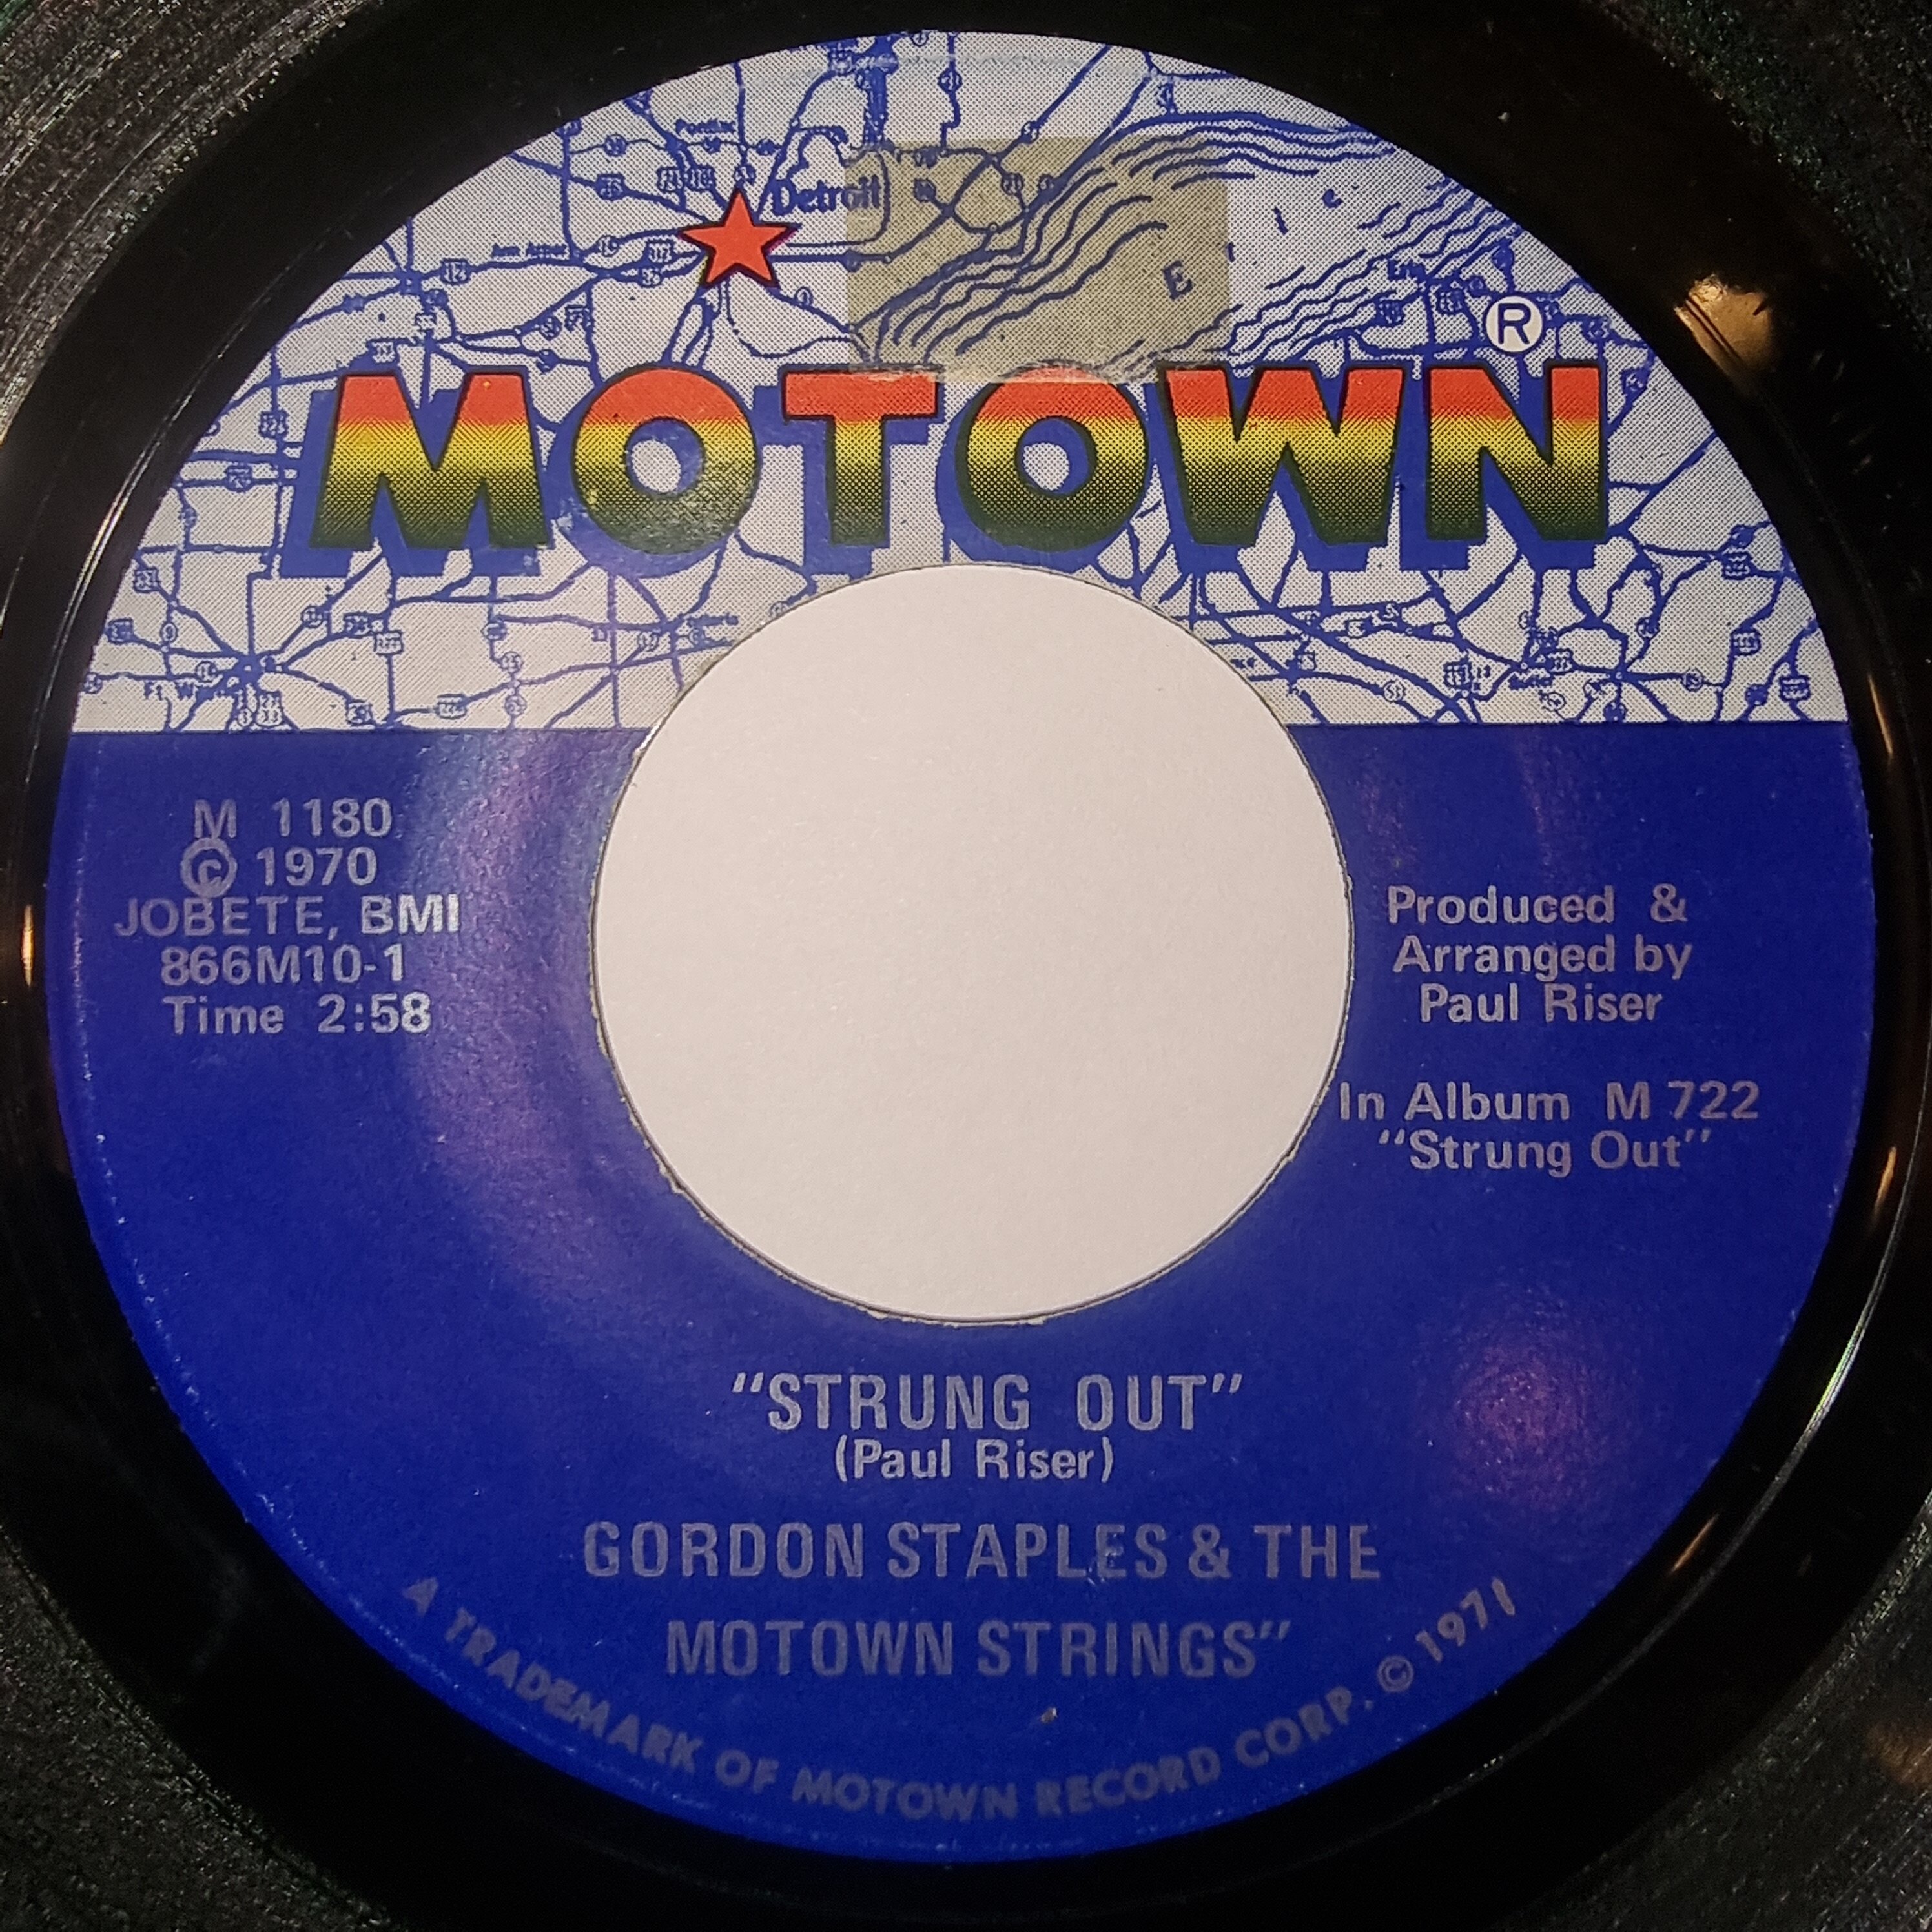 Detroit
E r i e
®
MOTOWN
M 1180
© 1970
JOBETE, BMI
866M10-1
Time 2:58
Produced &
Arranged by
Paul Riser
In Album M 722
"Strung Out"
"STRUNG OUT"
(Paul Riser)
GORDON STAPLES & THE
MOTOWN STRINGS"
A TRADEMARK OF MOTOWN RECORD CORP. © 1971